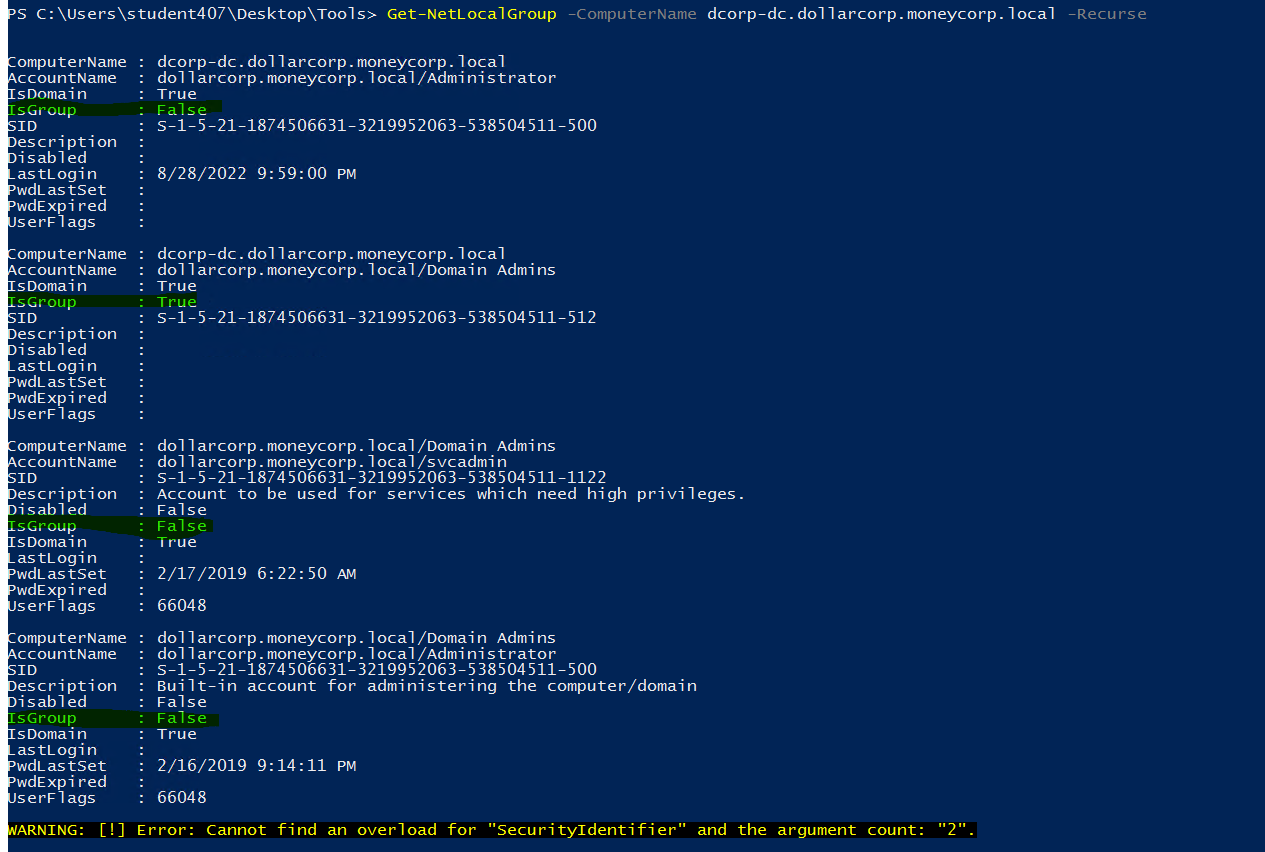 PS C:\Users\student407\Desktop\Tools> Get-NetLocalGroup -ComputerName dcorp-dc.dollarcorp.moneycorp.local -Recurse
ComputerName : dcorp-dc.dollarcorp.moneycorp.local
AccountName : dollarcorp.moneycorp.local/Administrator
IsDomain : True
IsGroup : False
SID : S-1-5-21-1874506631-3219952063-538504511-500
Description :
Disabled :
LastLogin : 8/28/2022 9:59:00 PM
PwdLastSet :
PwdExpired :
UserFlags :
ComputerName : dcorp-dc.dollarcorp.moneycorp.local
AccountName : dollarcorp.moneycorp.local/Domain Admins
IsDomain : True
IsGroup : True
SID : S-1-5-21-1874506631-3219952063-538504511-512
Description :
Disabled :
LastLogin :
PwdLastSet :
PwdExpired :
UserFlags :
ComputerName : dollarcorp.moneycorp.local/Domain Admins
AccountName : dollarcorp.moneycorp.local/svcadmin
SID : S-1-5-21-1874506631-3219952063-538504511-1122
Description : Account to be used for services which need high privileges.
Disabled : False
IsGroup : False
IsDomain : True
LastLogin :
PwdLastSet : 2/17/2019 6:22:50 AM
PwdExpired :
UserFlags : 66048
ComputerName : dollarcorp.moneycorp.local/Domain Admins
AccountName : dollarcorp.moneycorp.local/Administrator
SID : S-1-5-21-1874506631-3219952063-538504511-500
Description : Built-in account for administering the computer/domain
Disabled : False
IsGroup : False
IsDomain : True
LastLogin :
PwdLastSet : 2/16/2019 9:14:11 PM
PwdExpired :
UserFlags : 66048
WARNING: [!] Error: Cannot find an overload for "SecurityIdentifier" and the argument count: "2".